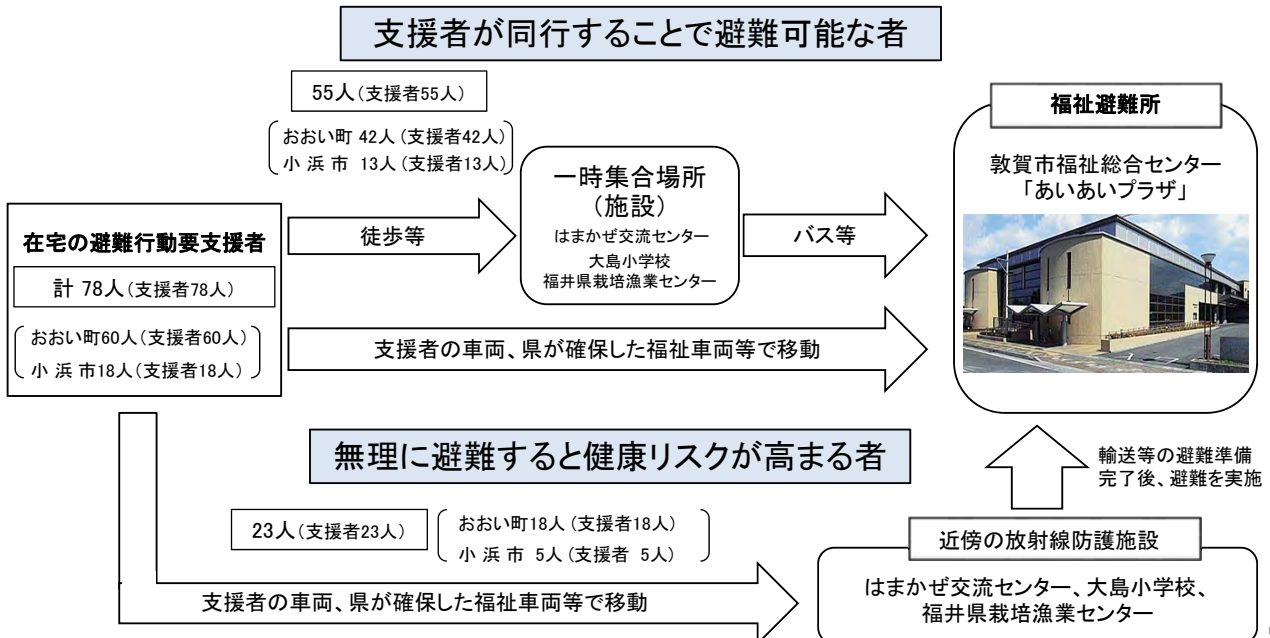 支援者が同行することで避難可能な者
55人(支援者55人)
おおい町 42人(支援者42人)
小 浜 市 13人(支援者13人)
在宅の避難行動要支援者
計 78人(支援者78人)
おおい町60人(支援者60人)
小 浜 市18人(支援者18人)
徒歩等
一時集合場所
(施設)
はまかぜ交流センター
大島小学校
福井県栽培漁業センター
バス等
支援者の車両、県が確保した福祉車両等で移動
福祉避難所
敦賀市福祉総合センター
「あいあいプラザ」
無理に避難すると健康リスクが高まる者
23人(支援者23人)
おおい町18人(支援者18人)
小 浜 市 5人(支援者 5人)
支援者の車両、県が確保した福祉車両等で移動
輸送等の避難準備
完了後、避難を実施
近傍の放射線防護施設
はまかぜ交流センター、大島小学校、
福井県栽培漁業センター